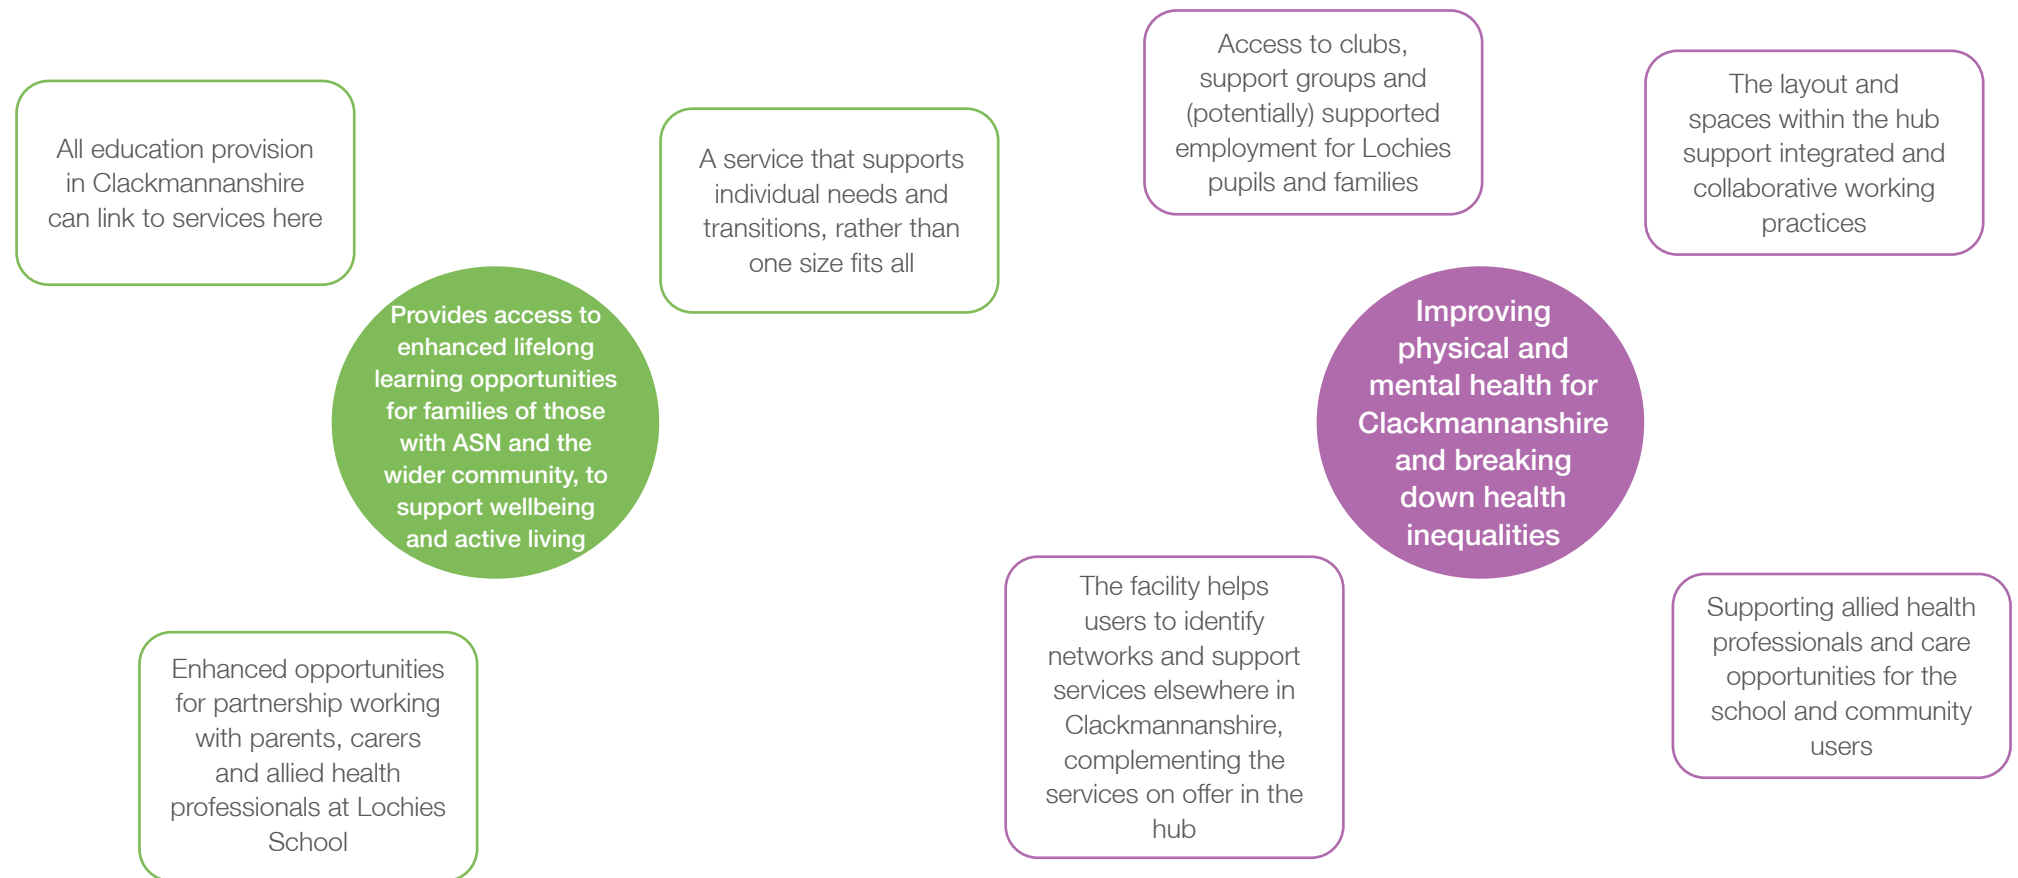 All education provision
in Clackmannanshire
can link to services here
A service that supports
individual needs and
transitions, rather than
one size fits all
Provides access to
enhanced lifelong
learning opportunities
for families of those
with ASN and the
wider community, to
support wellbeing
and active living
Enhanced opportunities
for partnership working
with parents, carers
and allied health
professionals at Lochies
School
Access to clubs,
support groups and
(potentially) supported
employment for Lochies
pupils and families
The layout and
spaces within the hub
support integrated and
collaborative working
practices
Improving
physical and
mental health for
Clackmannanshire
and breaking
down health
inequalities
The facility helps
users to identify
networks and support
services elsewhere in
Clackmannanshire,
complementing the
services on offer in the
hub
Supporting allied health
professionals and care
opportunities for the
school and community
users